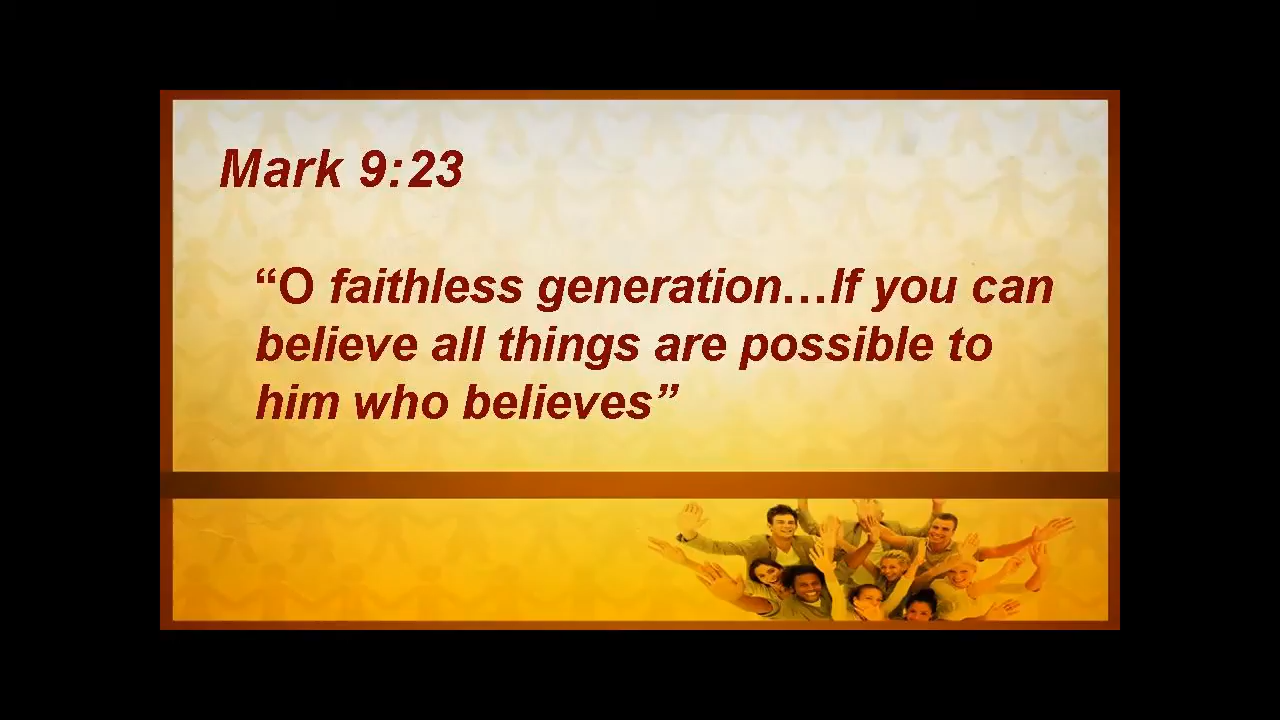 Mark 9:23
“O faithless generation…If you can
believe all things are possible to
him who believes”